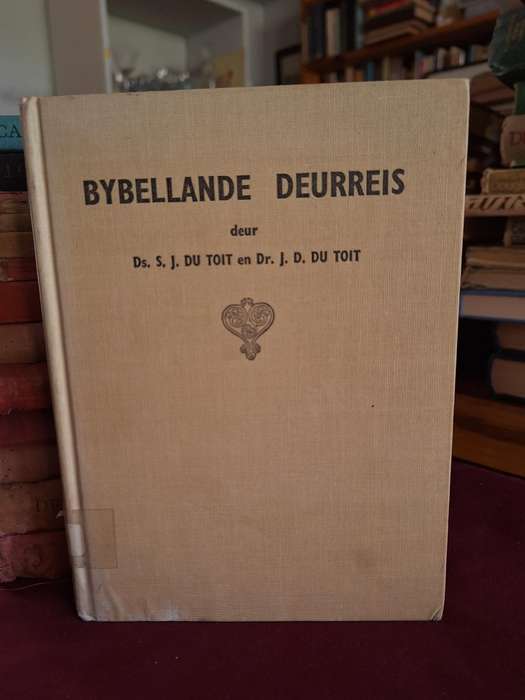 BYBELLANDE DEURREIS
deur
Ds. S. J. DU TOIT en Dr. J. D. DU TOIT